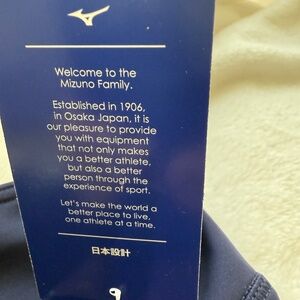 Welcome to the
Mizuno Family.
Established in 1906,
in Osaka Japan, it is
our pleasure to provide
you with equipment
that not only makes
you a better athlete,
but also a better
person through the
experience of sport.
Let's make the world a
better place to live,
one athlete at a time.
日本設計